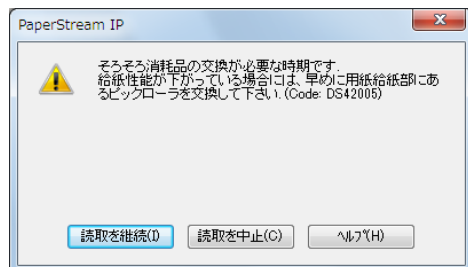 PaperStream IP
そろそろ消耗品の交換が必要な時期です.
給紙性能が下がっている場合には、早めに用紙給紙部にあ
るピックローラを交換して下さい.(Code: DS42005)
読取を継続(I) 読取を中止(C) ヘルプ(H)